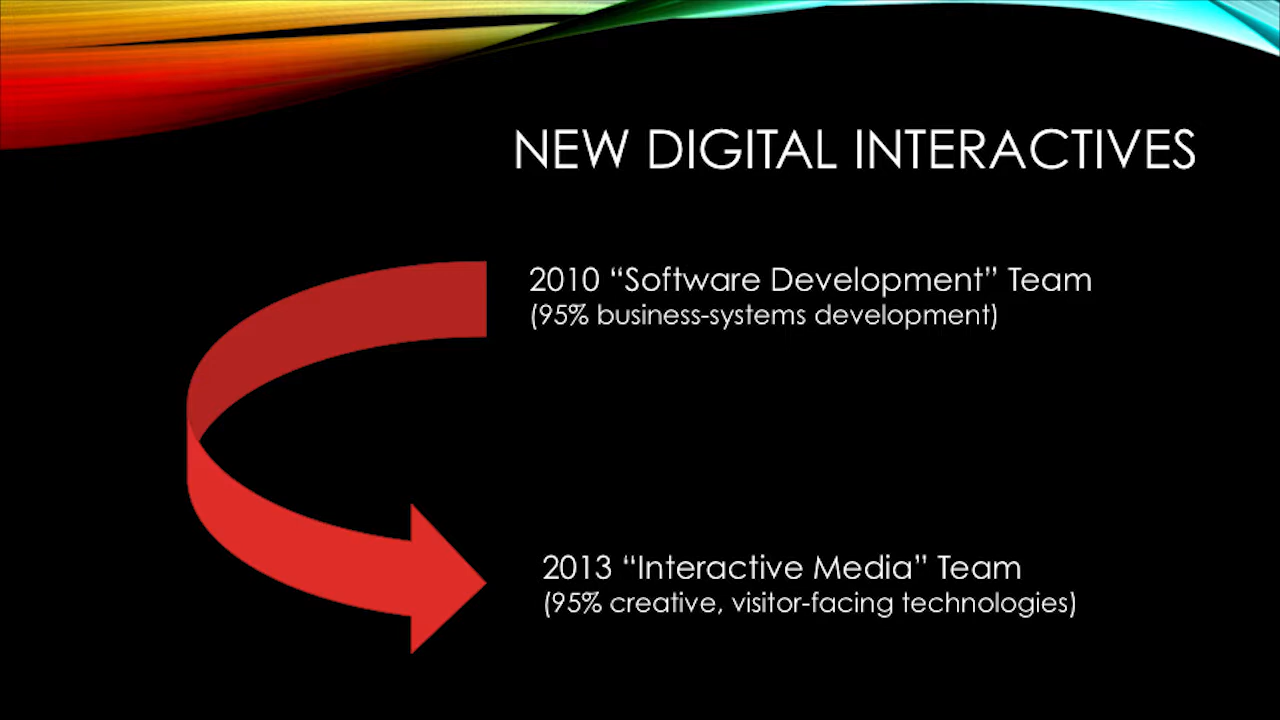 NEW DIGITAL INTERACTIVES
2010 “Software Development” Team
(95% business-systems development)
2013 “Interactive Media” Team
(95% creative, visitor-facing technologies)